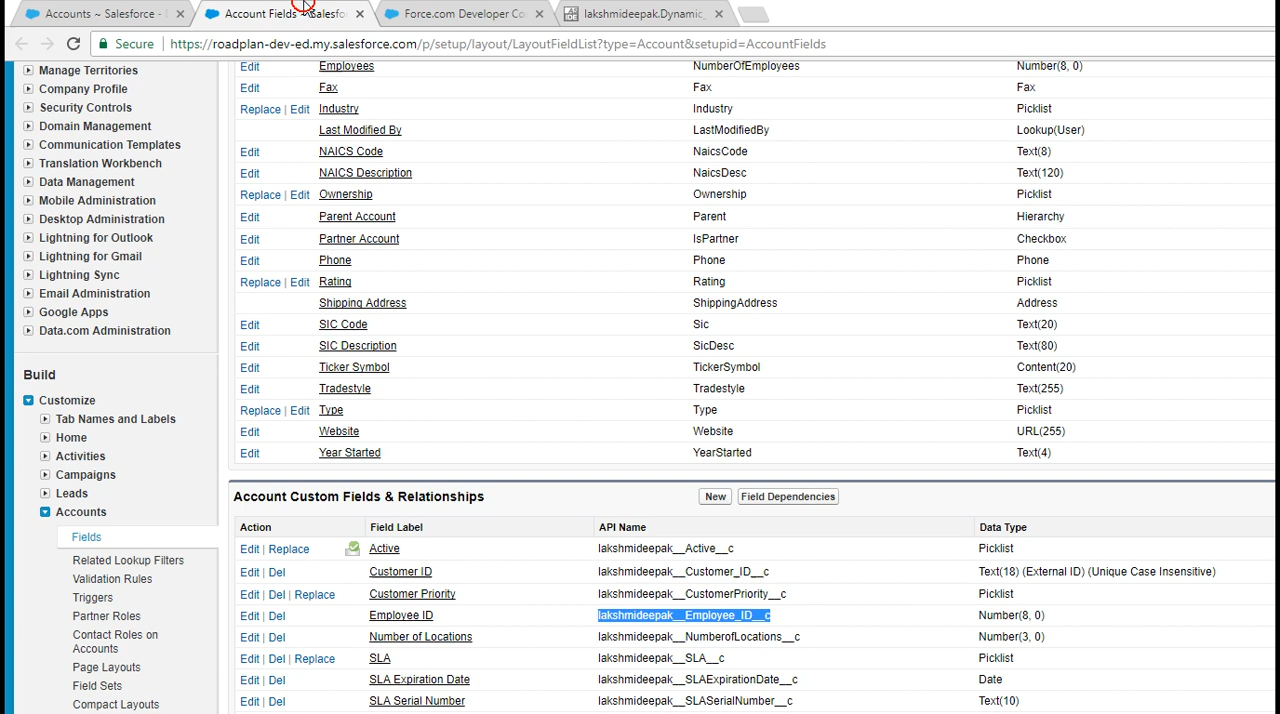 Accounts ~ Salesforce -
Account Fields ~ Salesfor
Force.com Developer Co
lakshmideepak.Dynamic_
Secure
https://roadplan-dev-ed.my.salesforce.com/p/setup/layout/LayoutFieldList?type=Account&setupid=AccountFields
Manage Territories
Company Profile
Security Controls
Domain Management
Communication Templates
Translation Workbench
Data Management
Mobile Administration
Desktop Administration
Lightning for Outlook
Lightning for Gmail
Lightning Sync
Email Administration
Google Apps
Data.com Administration
Build
Customize
Tab Names and Labels
Home
Activities
Campaigns
Leads
Accounts
Fields
Related Lookup Filters
Validation Rules
Triggers
Partner Roles
Contact Roles on
Accounts
Page Layouts
Field Sets
Compact Layouts
Edit Employees NumberOfEmployees Number(8, 0)
Edit Fax Fax Fax
Replace | Edit Industry Industry Picklist
Last Modified By LastModifiedBy Lookup(User)
Edit NAICS Code NaicsCode Text(8)
Edit NAICS Description NaicsDesc Text(120)
Replace | Edit Ownership Ownership Picklist
Edit Parent Account Parent Hierarchy
Edit Partner Account IsPartner Checkbox
Edit Phone Phone Phone
Replace | Edit Rating Rating Picklist
Shipping Address ShippingAddress Address
Edit SIC Code Sic Text(20)
Edit SIC Description SicDesc Text(80)
Edit Ticker Symbol TickerSymbol Content(20)
Edit Tradestyle Tradestyle Text(255)
Replace | Edit Type Type Picklist
Edit Website Website URL(255)
Edit Year Started YearStarted Text(4)
Account Custom Fields & Relationships New Field Dependencies
Action Field Label API Name Data Type
Edit | Replace Active lakshmideepak__Active__c Picklist
Edit | Del Customer ID lakshmideepak__Customer_ID__c Text(18) (External ID) (Unique Case Insensitive)
Edit | Del | Replace Customer Priority lakshmideepak__CustomerPriority__c Picklist
Edit | Del Employee ID lakshmideepak__Employee_ID__c Number(8, 0)
Edit | Del Number of Locations lakshmideepak__NumberofLocations__c Number(3, 0)
Edit | Del | Replace SLA lakshmideepak__SLA__c Picklist
Edit | Del SLA Expiration Date lakshmideepak__SLAExpirationDate__c Date
Edit | Del SLA Serial Number lakshmideepak__SLASerialNumber__c Text(10)